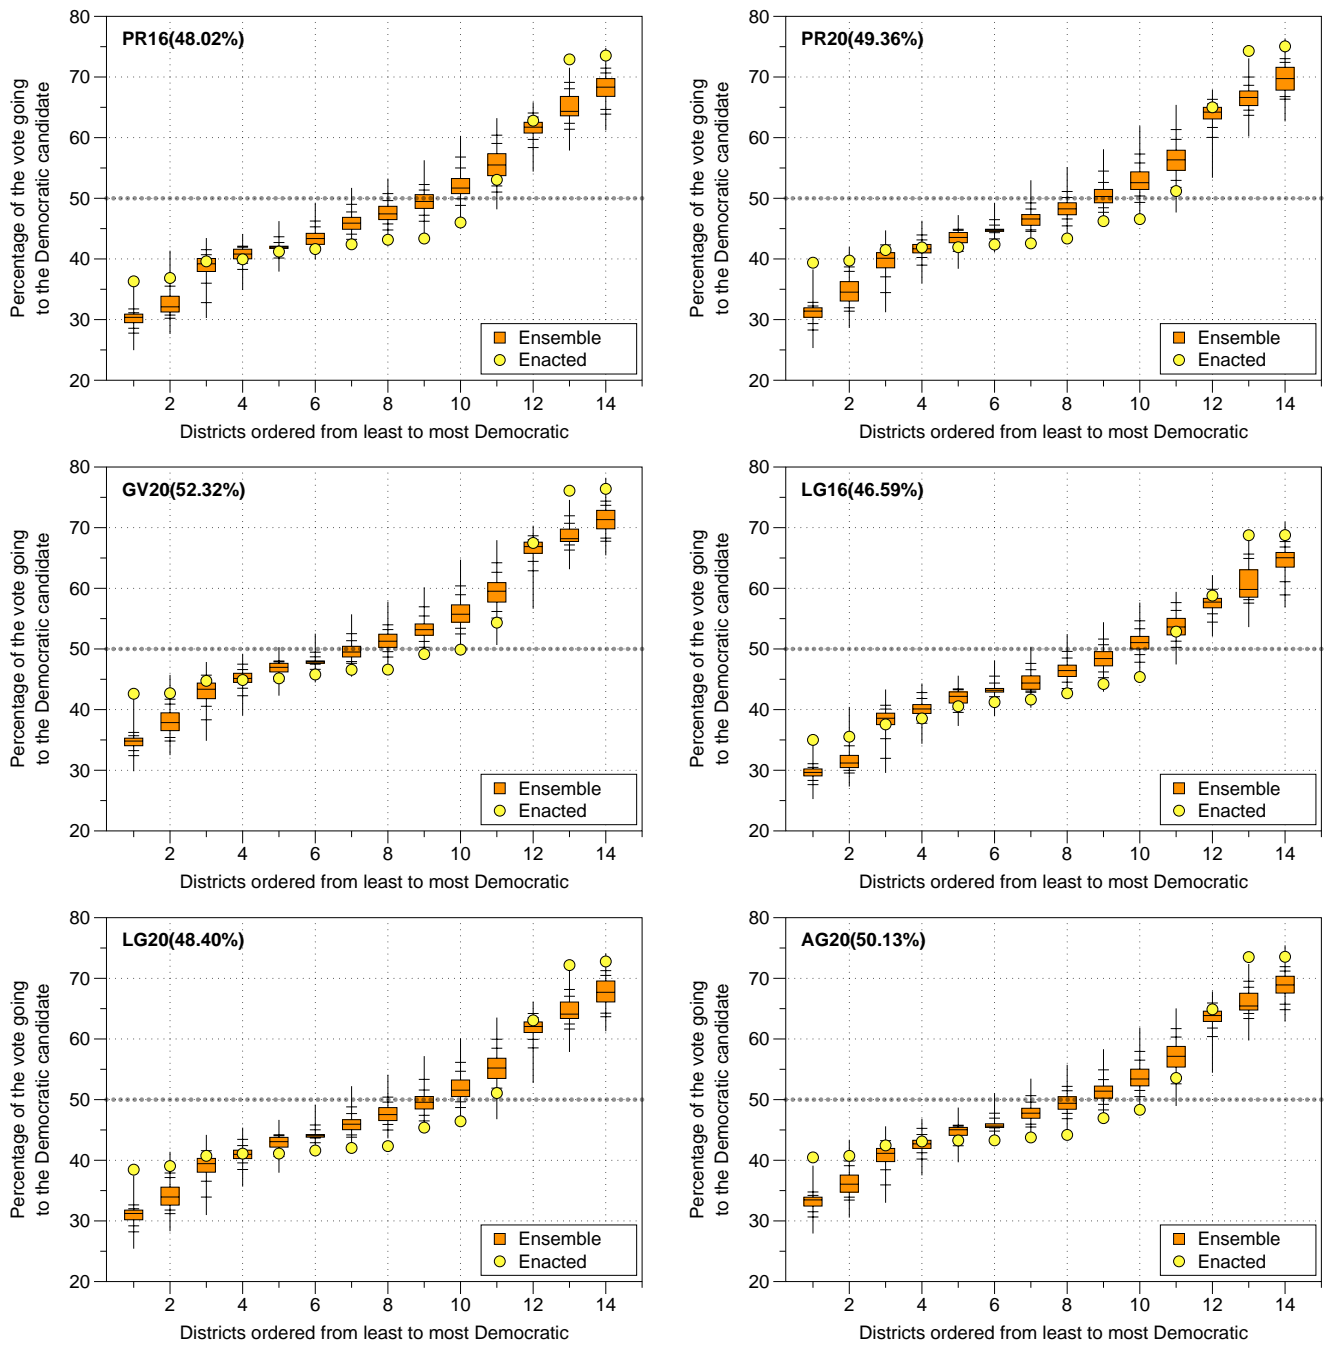 PR16(48.02%)
Percentage of the vote going
to the Democratic candidate
80
70
60
50
40
30
20
Ensemble
Enacted
2 4 6 8 10 12 14
Districts ordered from least to most Democratic
PR20(49.36%)
Percentage of the vote going
to the Democratic candidate
80
70
60
50
40
30
20
Ensemble
Enacted
2 4 6 8 10 12 14
Districts ordered from least to most Democratic
GV20(52.32%)
Percentage of the vote going
to the Democratic candidate
80
70
60
50
40
30
20
Ensemble
Enacted
2 4 6 8 10 12 14
Districts ordered from least to most Democratic
LG16(46.59%)
Percentage of the vote going
to the Democratic candidate
80
70
60
50
40
30
20
Ensemble
Enacted
2 4 6 8 10 12 14
Districts ordered from least to most Democratic
LG20(48.40%)
Percentage of the vote going
to the Democratic candidate
80
70
60
50
40
30
20
Ensemble
Enacted
2 4 6 8 10 12 14
Districts ordered from least to most Democratic
AG20(50.13%)
Percentage of the vote going
to the Democratic candidate
80
70
60
50
40
30
20
Ensemble
Enacted
2 4 6 8 10 12 14
Districts ordered from least to most Democratic